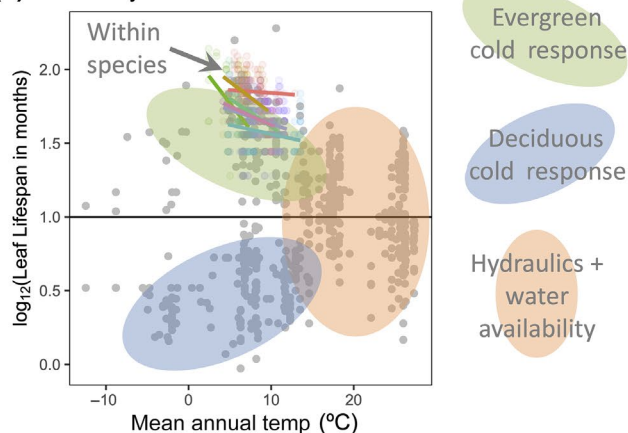 Within
species
Evergreen
cold response
Deciduous
cold response
Hydraulics +
water
availability
log12(Leaf Lifespan in months)
2.0
1.5
1.0
0.5
0.0
−10
0
10
20
Mean annual temp (ºC)